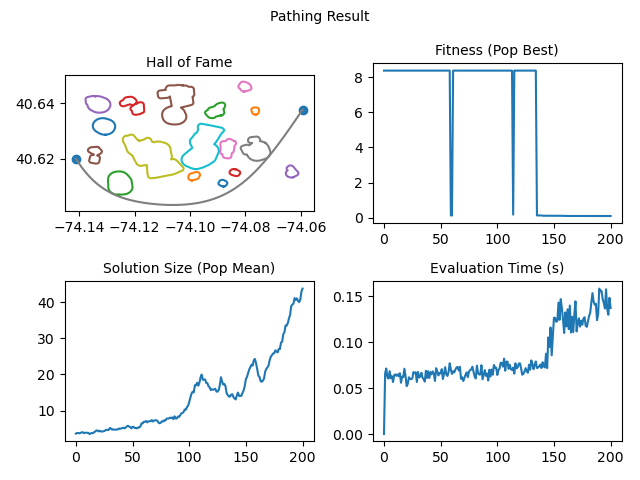 Pathing Result
Hall of Fame
40.64
40.62
−74.14 −74.12 −74.10 −74.08 −74.06
Fitness (Pop Best)
8
6
4
2
0
0 50 100 150 200
Solution Size (Pop Mean)
40
30
20
10
0 50 100 150 200
Evaluation Time (s)
0.15
0.10
0.05
0.00
0 50 100 150 200